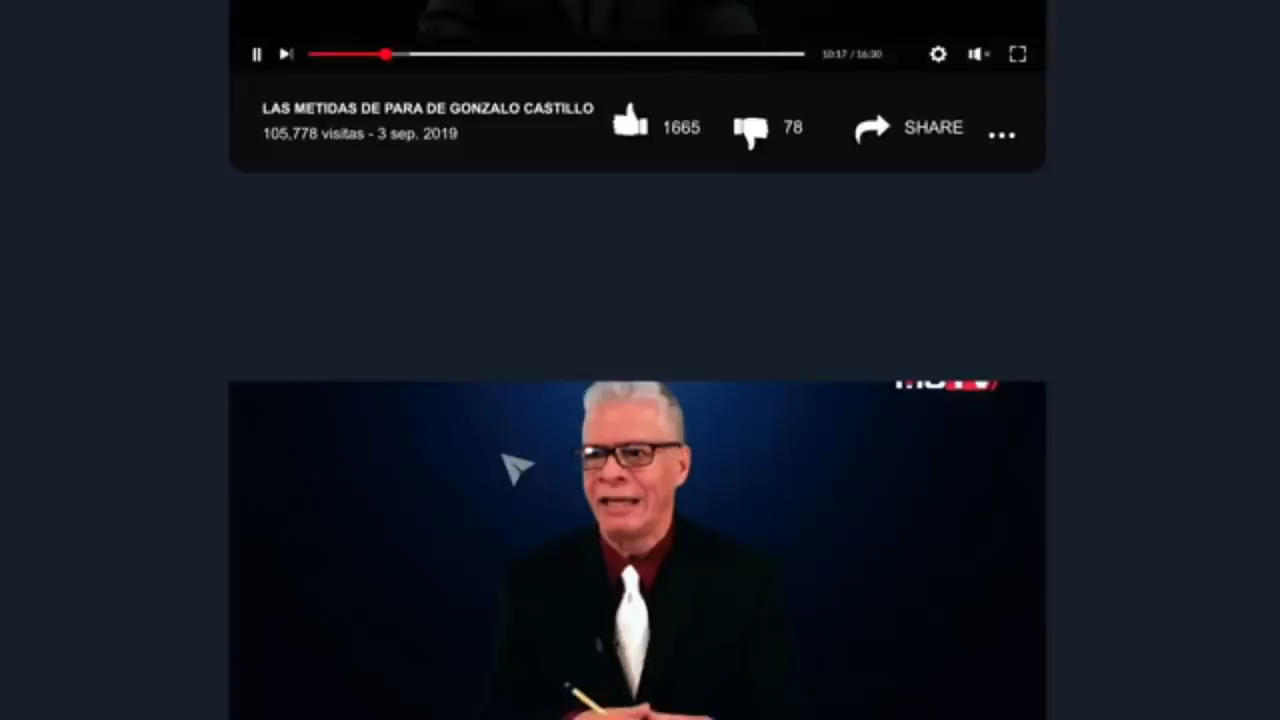 10:17 / 16:30
LAS METIDAS DE PARA DE GONZALO CASTILLO
1665
78
SHARE
105,778 visitas - 3 sep. 2019